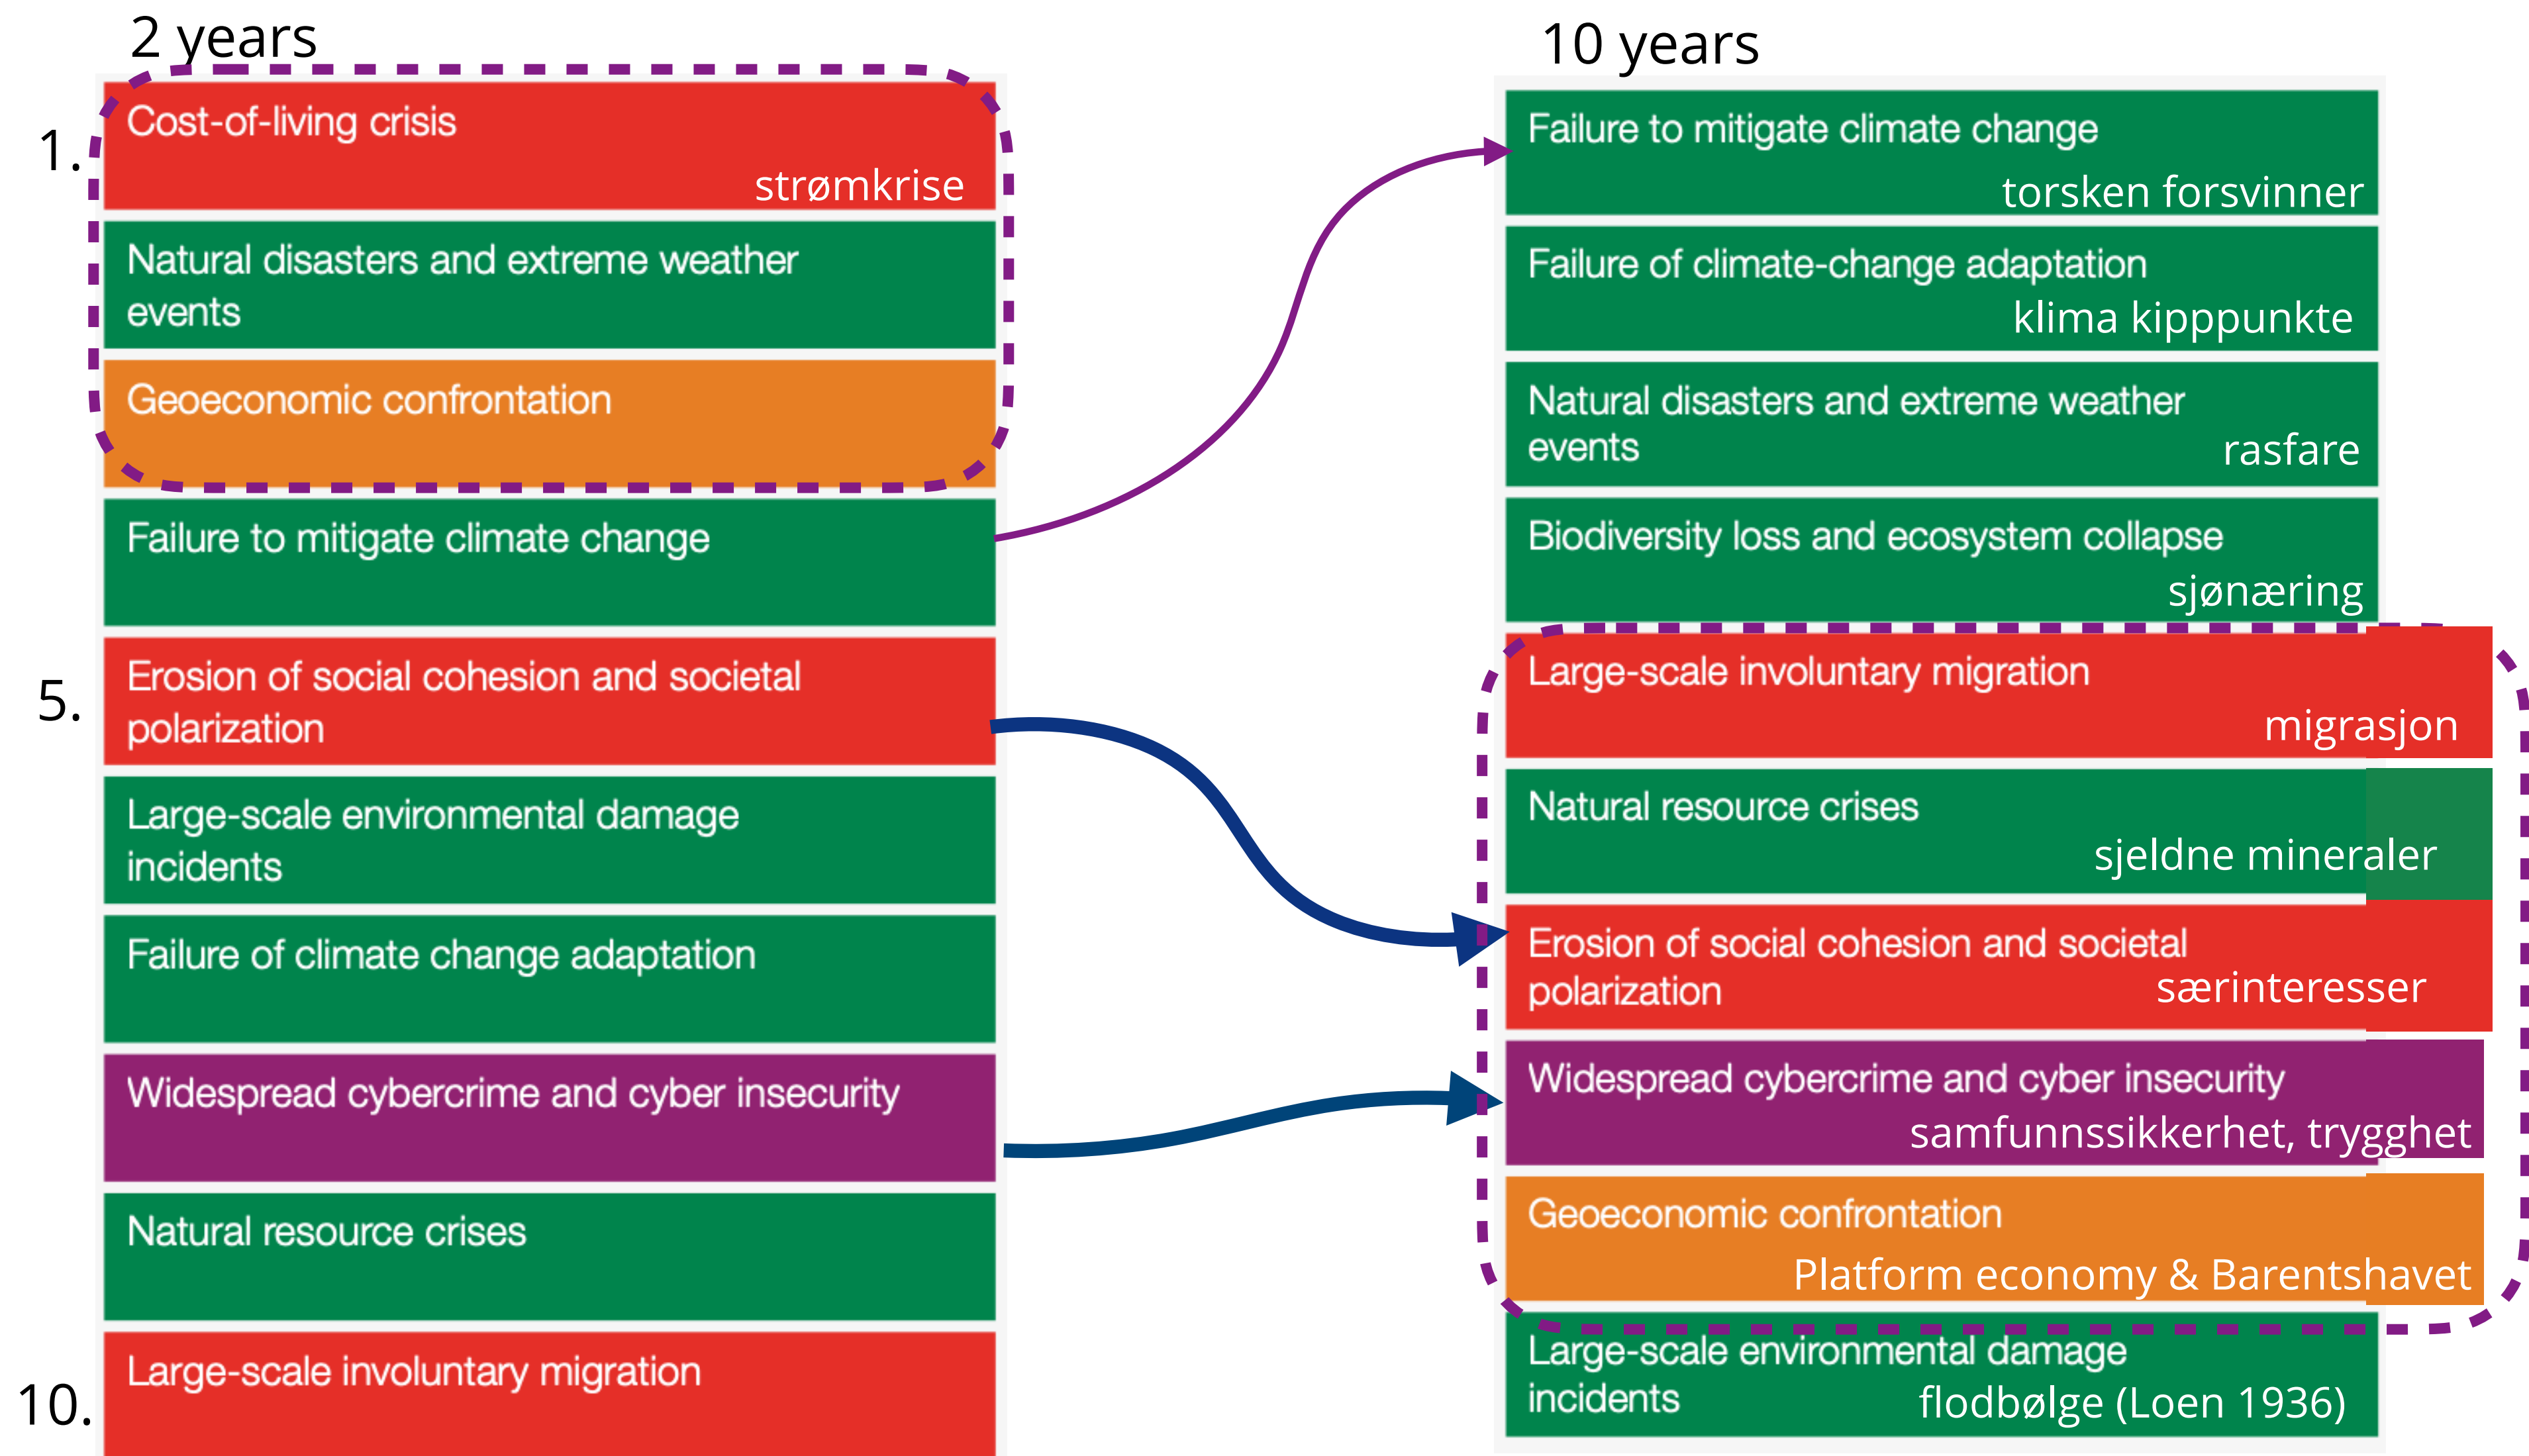 2 years
1.
Cost-of-living crisis
strømkrise
Natural disasters and extreme weather
events
Geoeconomic confrontation
Failure to mitigate climate change
5.
Erosion of social cohesion and societal
polarization
Large-scale environmental damage
incidents
Failure of climate change adaptation
Widespread cybercrime and cyber insecurity
Natural resource crises
10.
Large-scale involuntary migration
10 years
Failure to mitigate climate change
torsken forsvinner
Failure of climate-change adaptation
klima kipppunkte
Natural disasters and extreme weather
events
rasfare
Biodiversity loss and ecosystem collapse
sjønæring
Large-scale involuntary migration
migrasjon
Natural resource crises
sjeldne mineraler
Erosion of social cohesion and societal
polarization
særinteresser
Widespread cybercrime and cyber insecurity
samfunnssikkerhet, trygghet
Geoeconomic confrontation
Platform economy & Barentshavet
Large-scale environmental damage
incidents
flodbølge (Loen 1936)